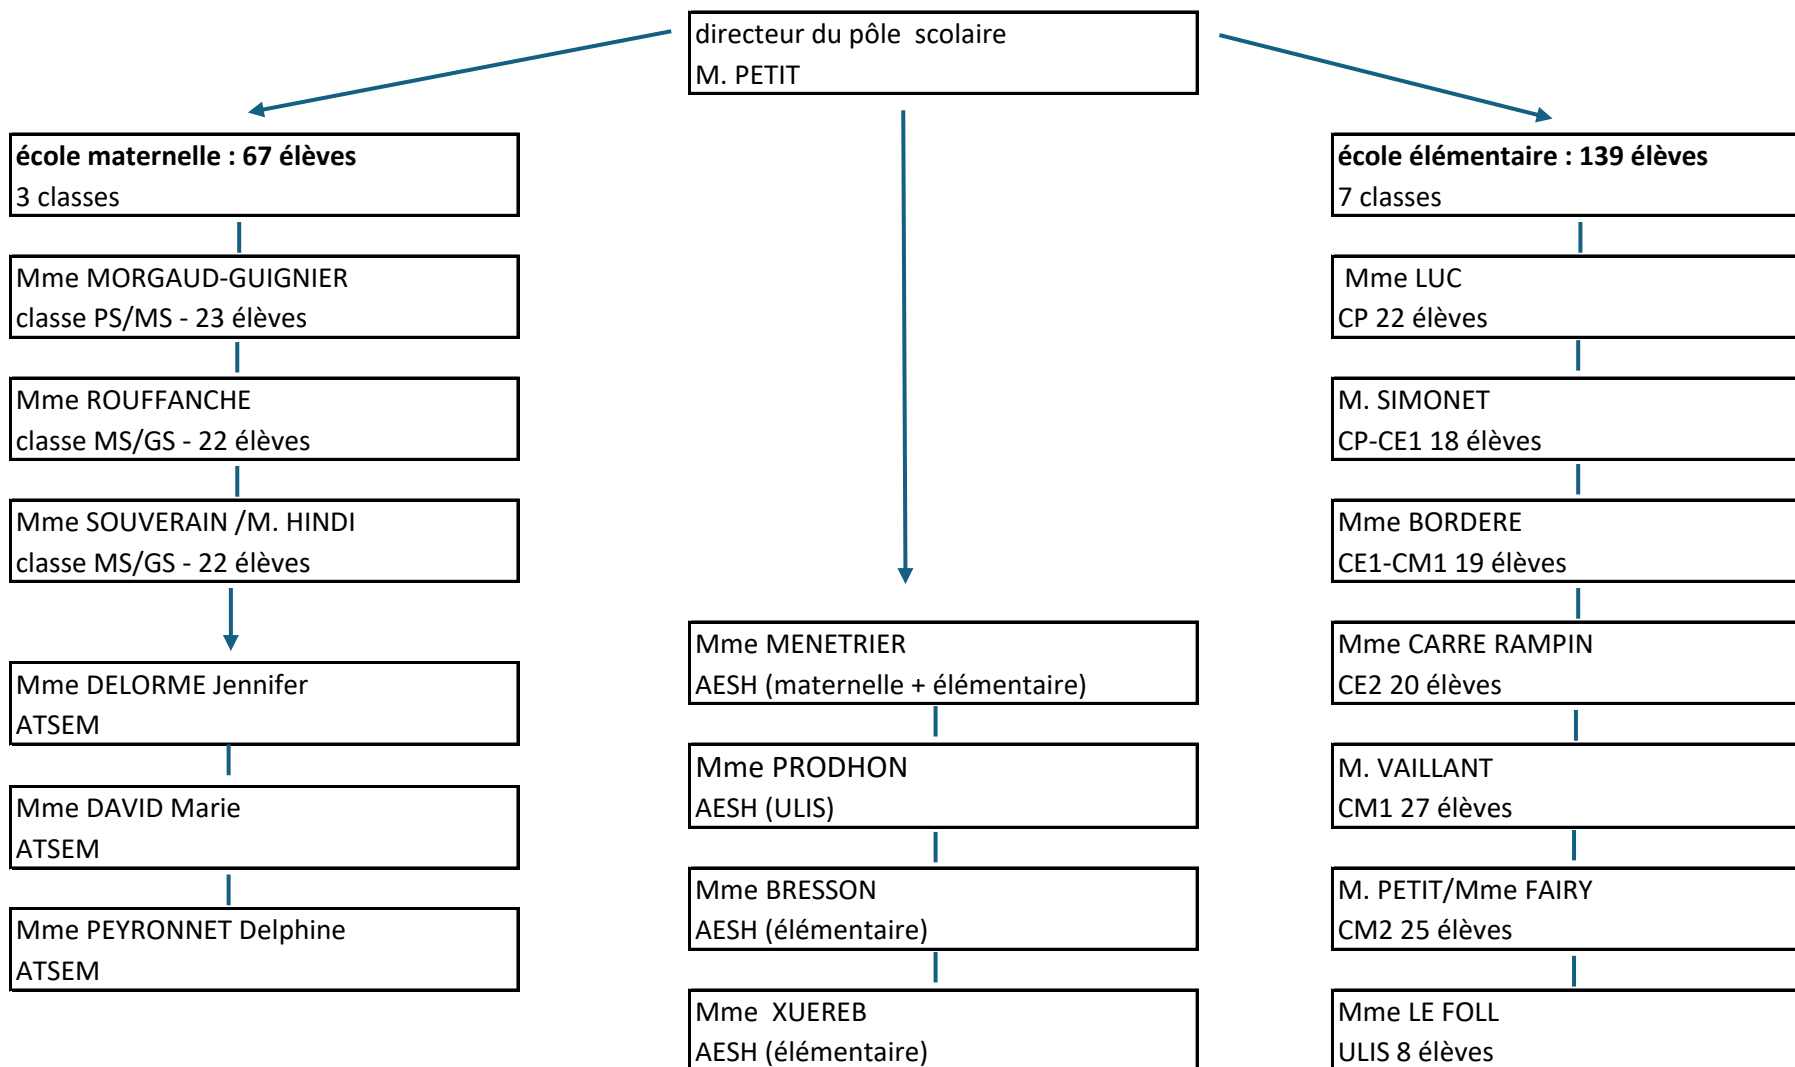 directeur du pôle  scolaire
M. PETIT
école maternelle : 67 élèves
3 classes
Mme MORGAUD-GUIGNIER
classe PS/MS - 23 élèves
Mme ROUFFANCHE
classe MS/GS - 22 élèves
Mme SOUVERAIN /M. HINDI
classe MS/GS - 22 élèves
Mme DELORME Jennifer
ATSEM
Mme DAVID Marie
ATSEM
Mme PEYRONNET Delphine
ATSEM
Mme MENETRIER
AESH (maternelle + élémentaire)
Mme PRODHON
AESH (ULIS)
Mme BRESSON
AESH (élémentaire)
Mme  XUEREB
AESH (élémentaire)
école élémentaire : 139 élèves
7 classes
Mme LUC
CP 22 élèves
M. SIMONET
CP-CE1 18 élèves
Mme BORDERE
CE1-CM1 19 élèves
Mme CARRE RAMPIN
CE2 20 élèves
M. VAILLANT
CM1 27 élèves
M. PETIT/Mme FAIRY
CM2 25 élèves
Mme LE FOLL
ULIS 8 élèves